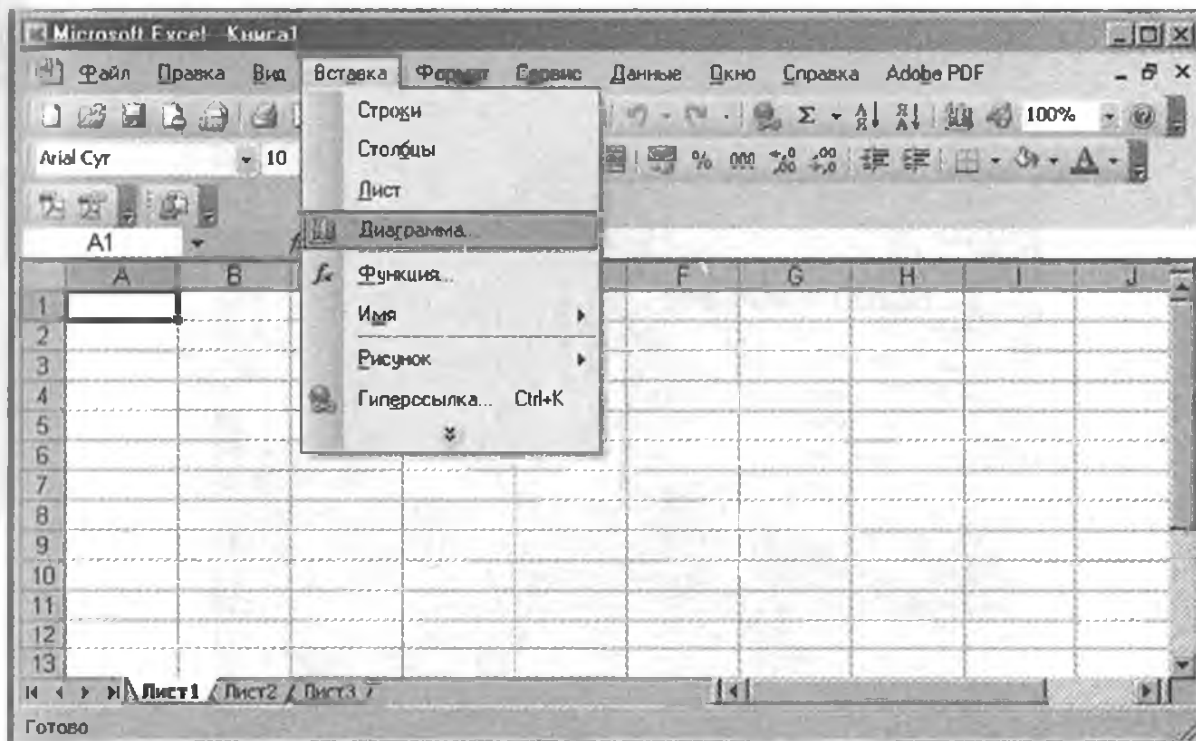 Microsoft Excel - Книга1
Файл Правка Вид Вставка Формат Сервис Данные Окно Справка Adobe PDF
Σ 100%
Arial Cyr 10 % 000
A1
A B F G H I J
Строки
Столбцы
Лист
Диаграмма...
Функция...
Имя
Рисунок
Гиперссылка... Ctrl+K
1
2
3
4
5
6
7
8
9
10
11
12
13
Лист1 Лист2 Лист3
Готово